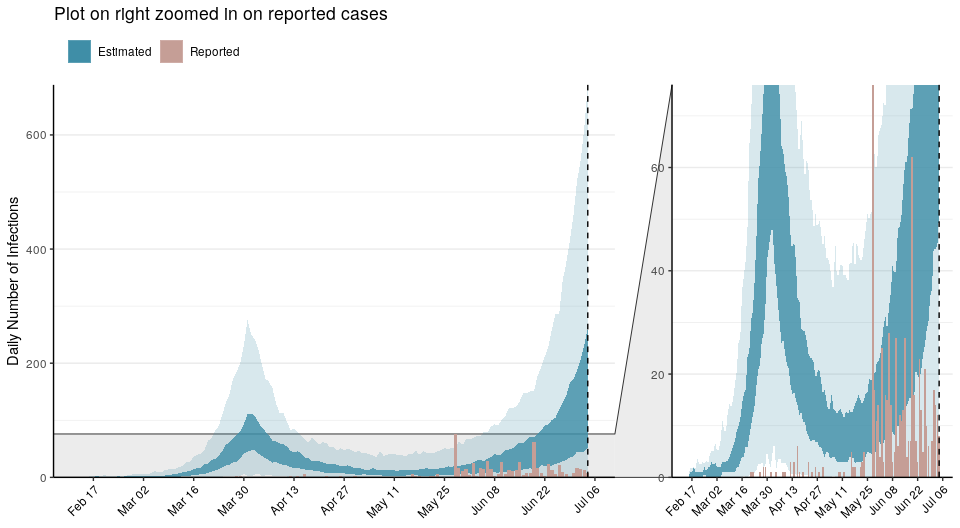 Plot on right zoomed in on reported cases
Estimated Reported
Daily Number of Infections
600
400
200
0
Feb 17 Mar 02 Mar 16 Mar 30 Apr 13 Apr 27 May 11 May 25 Jun 08 Jun 22 Jul 06
60
40
20
0
Feb 17 Mar 02 Mar 16 Mar 30 Apr 13 Apr 27 May 11 May 25 Jun 08 Jun 22 Jul 06